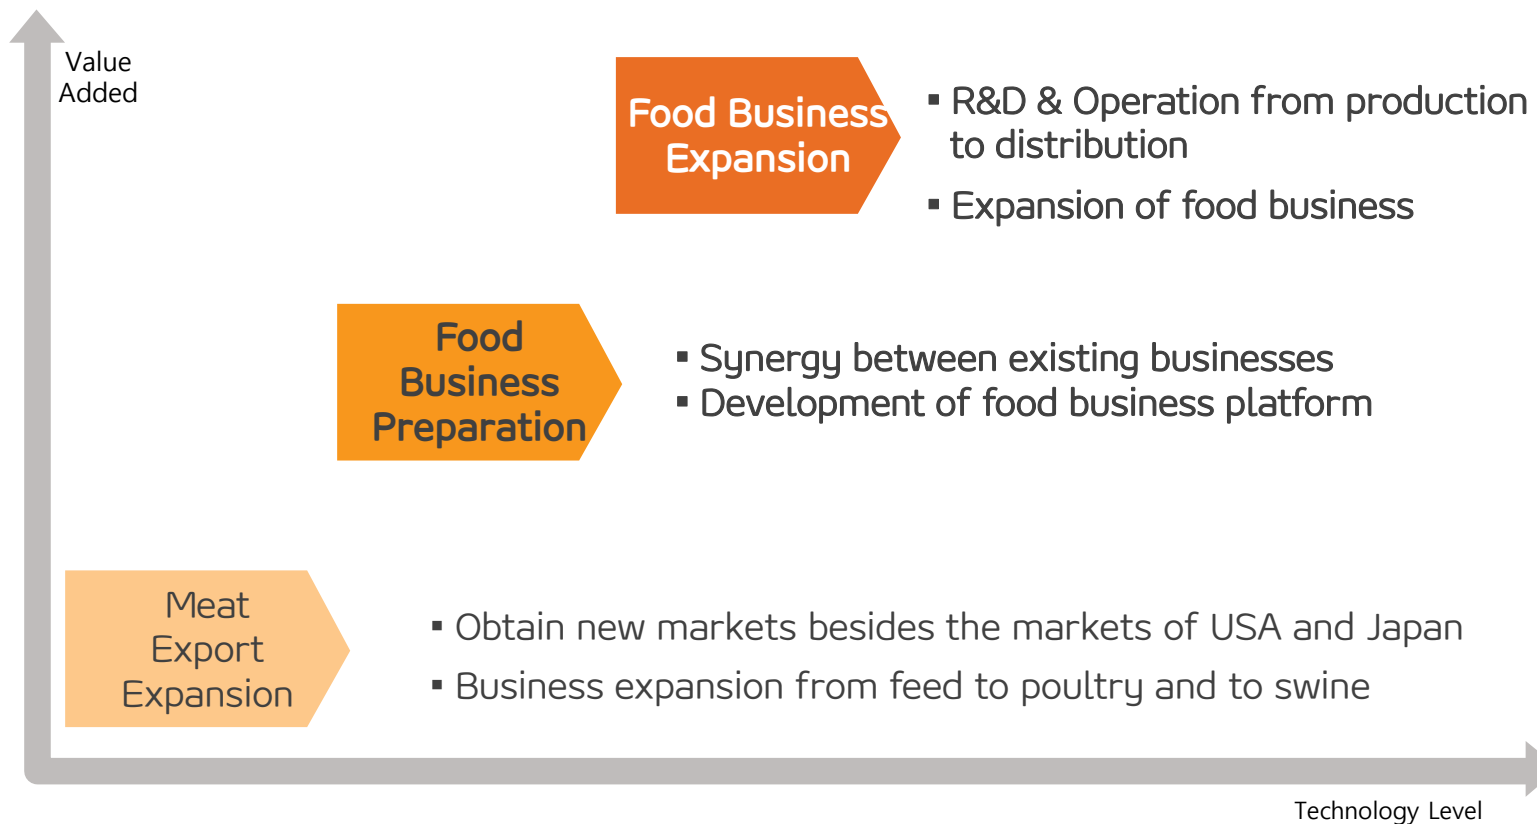 Value
Added
Food Business
Expansion
▪ R&D & Operation from production
to distribution
▪ Expansion of food business
Food
Business
Preparation
▪ Synergy between existing businesses
▪ Development of food business platform
Meat
Export
Expansion
▪ Obtain new markets besides the markets of USA and Japan
▪ Business expansion from feed to poultry and to swine
Technology Level